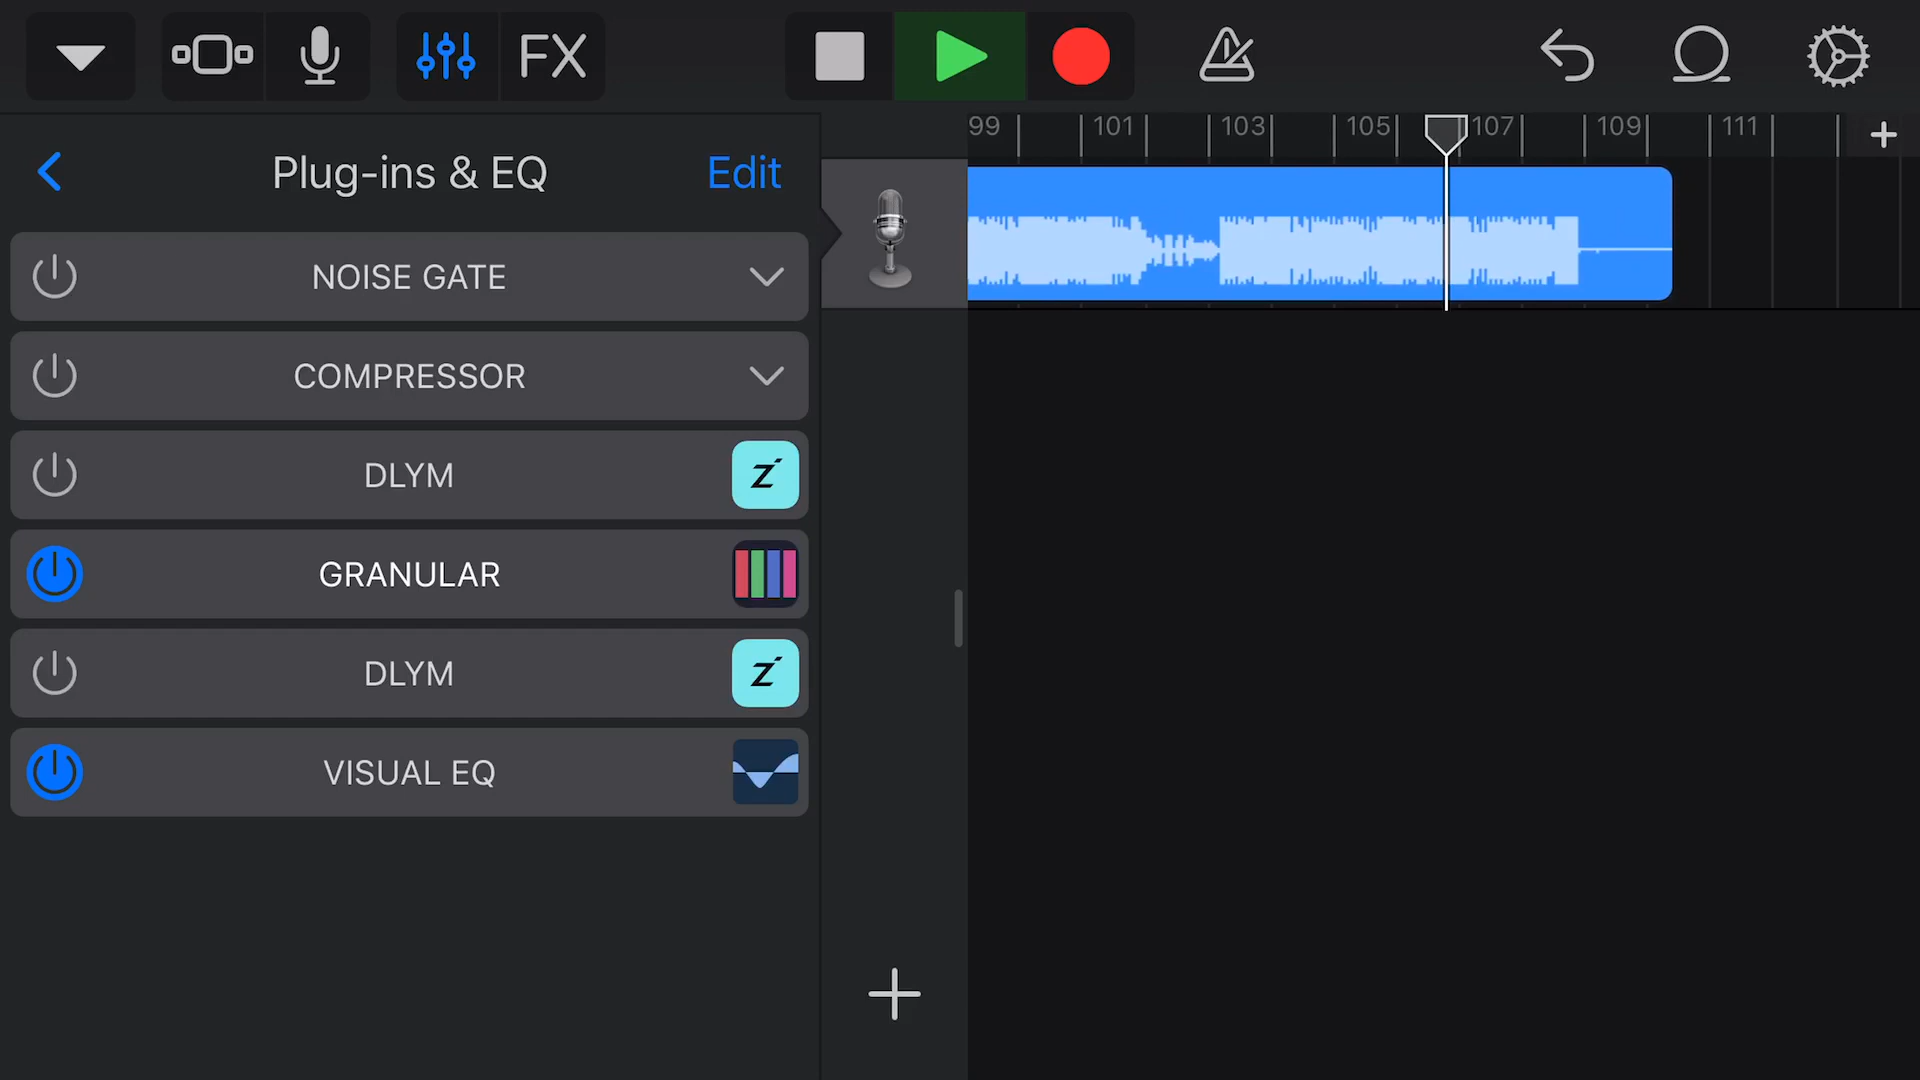 FX
99 101 103 105 107 109 111
Plug-ins & EQ
Edit
NOISE GATE
COMPRESSOR
DLYM
z
GRANULAR
DLYM
z
VISUAL EQ